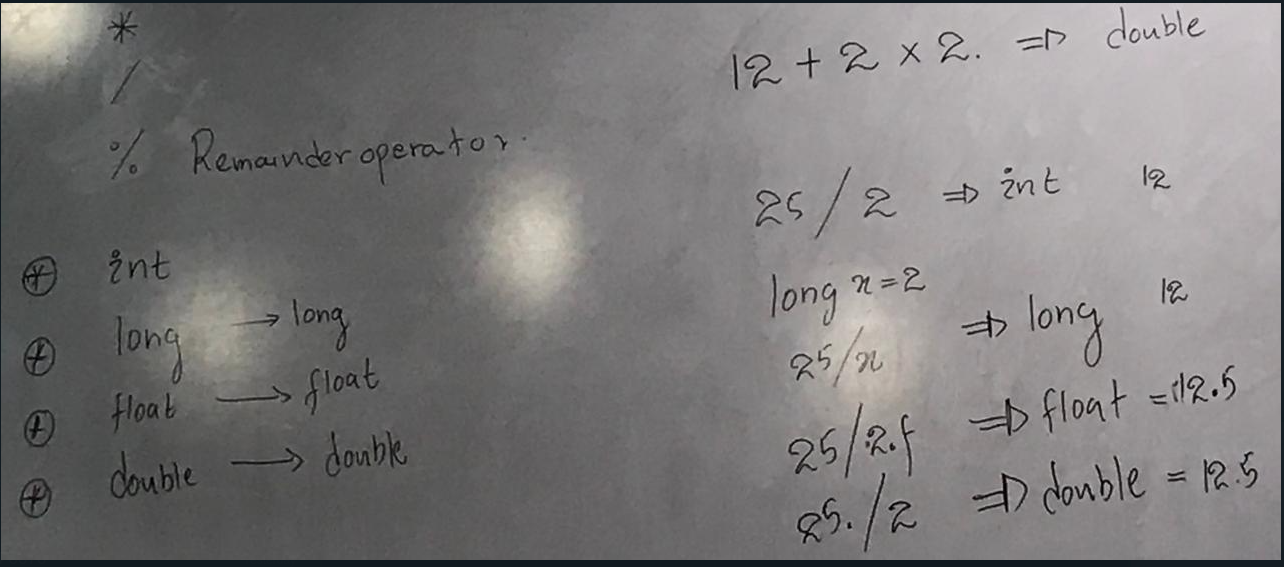 *
/
% Remainder operator.
⊕ int
⊕ long → long
⊕ float → float
⊕ double → double
12 + 2 × 2. ⇒ double
25 / 2 ⇒ int 12
long x=2
25/x ⇒ long 12
25/2.f ⇒ float = 12.5
25./2 ⇒ double = 12.5